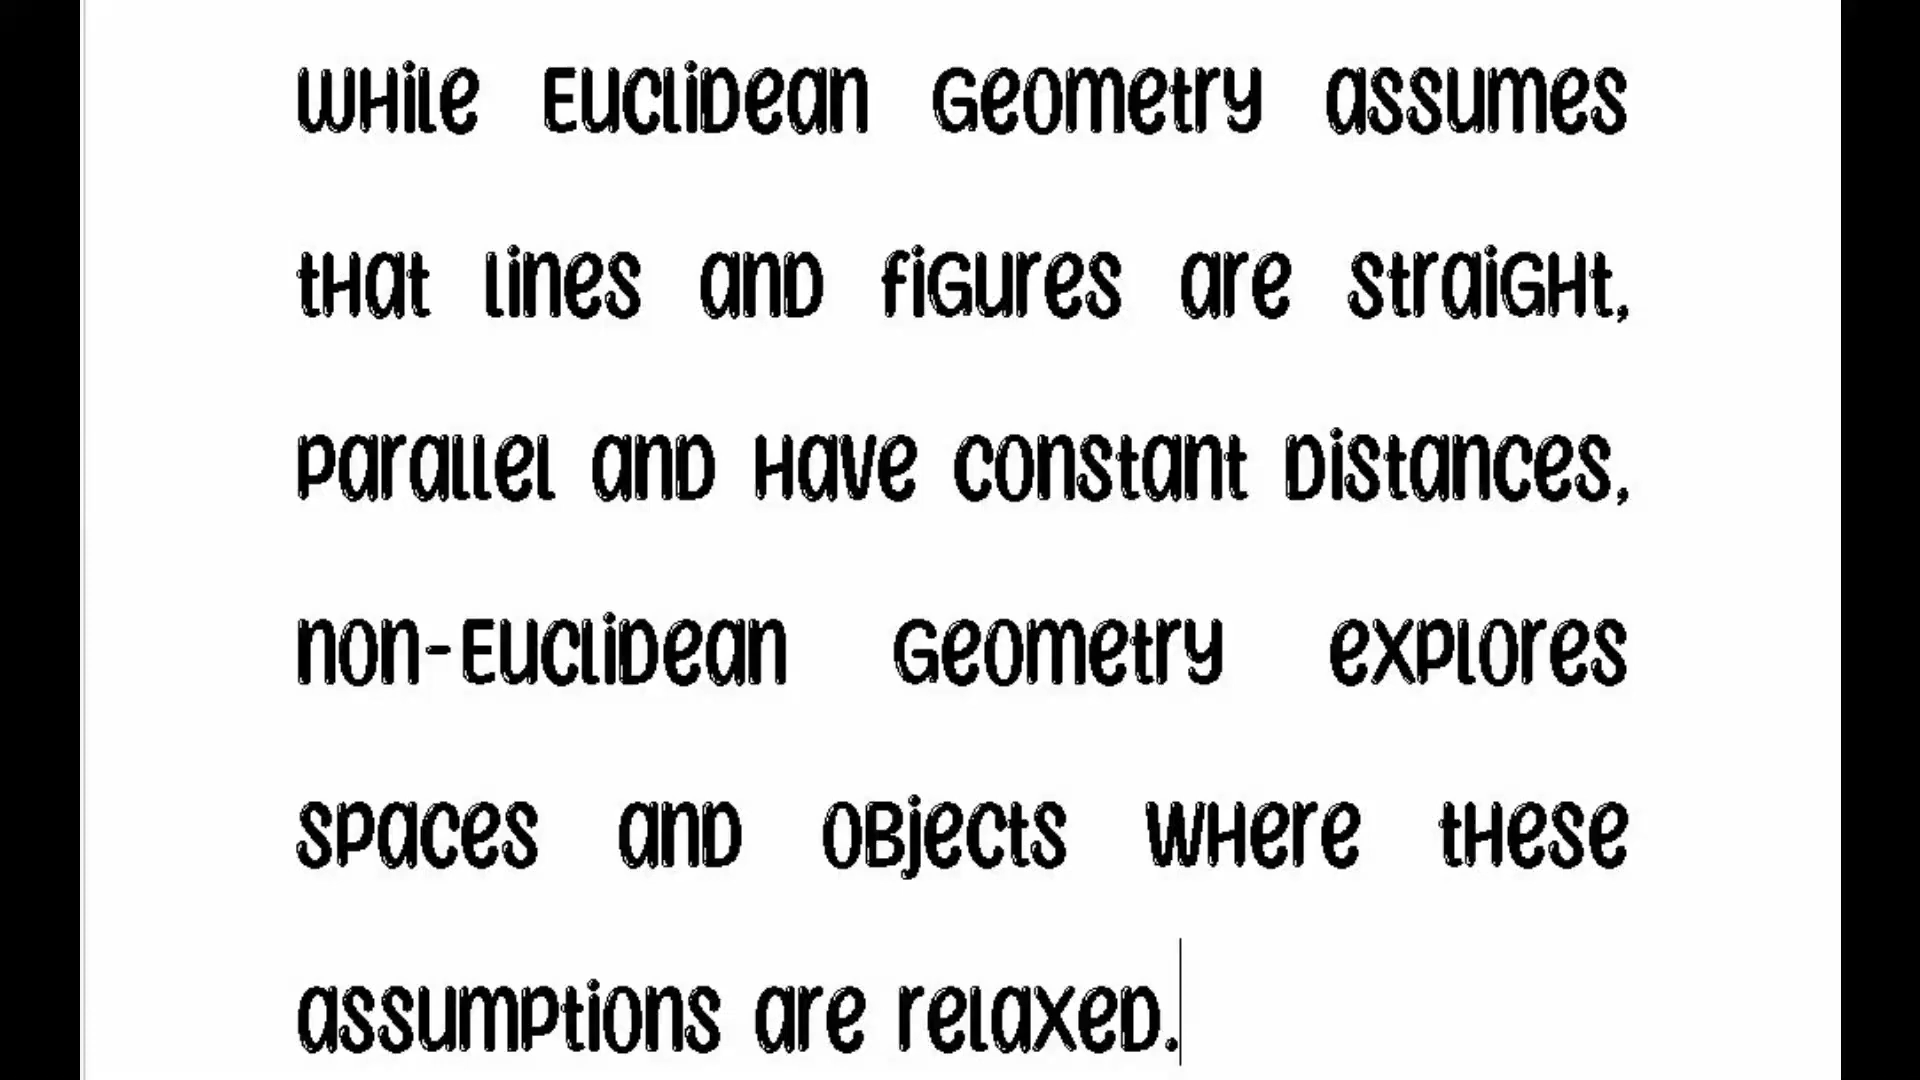 While Euclidean Geometry assumes
that lines and figures are straight,
parallel and have constant distances,
non-Euclidean Geometry explores
spaces and objects where these
assumptions are relaxed.